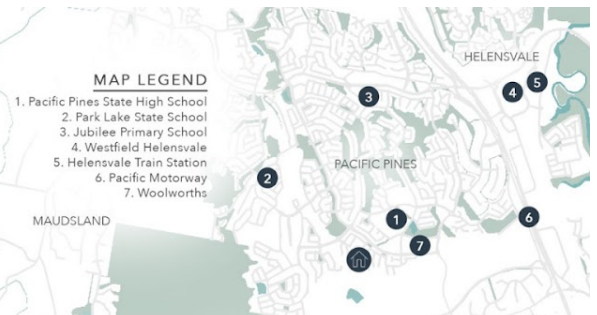 HELENSVALE
MAP LEGEND
1. Pacific Pines State High School
2. Park Lake State School
3. Jubilee Primary School
4. Westfield Helensvale
5. Helensvale Train Station
6. Pacific Motorway
7. Woolworths
5
4
3
PACIFIC PINES
2
MAUDSLAND
1
6
7